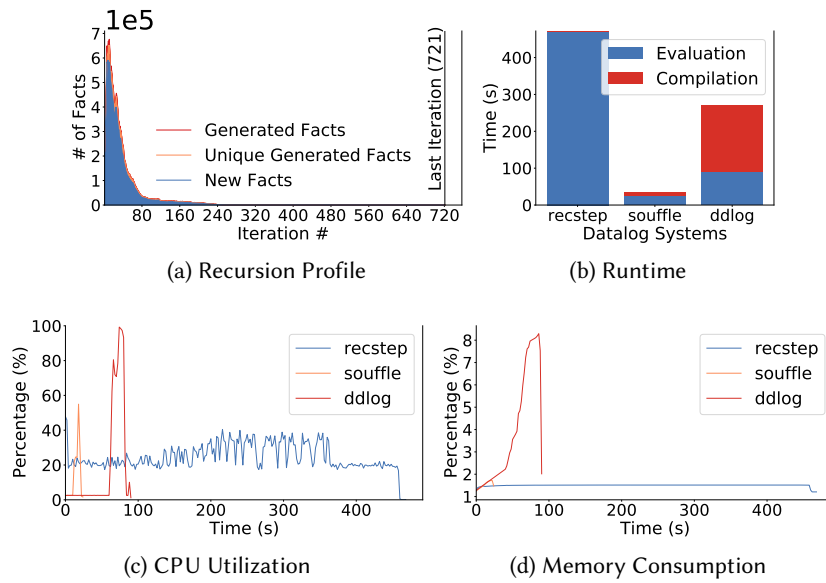 1e5
7
6
5
4
3
2
1
0
# of Facts
Generated Facts
Unique Generated Facts
New Facts
Last Iteration (721)
80 160 240 320 400 480 560 640 720
Iteration #
(a) Recursion Profile
400
300
200
100
0
Time (s)
Evaluation
Compilation
recstep souffle ddlog
Datalog Systems
(b) Runtime
100
80
60
40
20
0
Percentage (%)
recstep
souffle
ddlog
0 100 200 300 400
Time (s)
(c) CPU Utilization
8
7
6
5
4
3
2
1
Percentage (%)
recstep
souffle
ddlog
0 100 200 300 400
Time (s)
(d) Memory Consumption